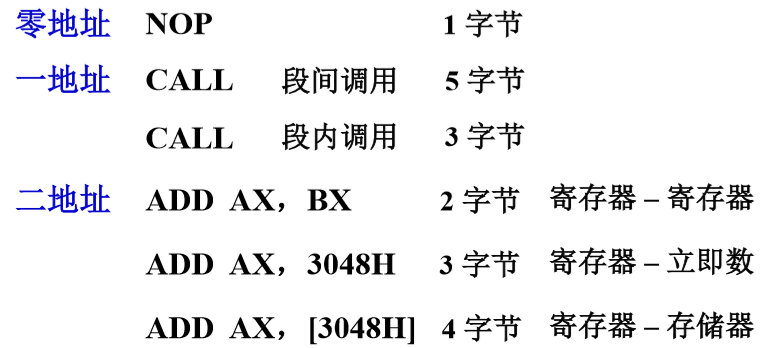 零地址 NOP 1 字节
一地址 CALL 段间调用 5 字节
CALL 段内调用 3 字节
二地址 ADD AX，BX 2 字节 寄存器 – 寄存器
ADD AX，3048H 3 字节 寄存器 – 立即数
ADD AX，[3048H] 4 字节 寄存器 – 存储器